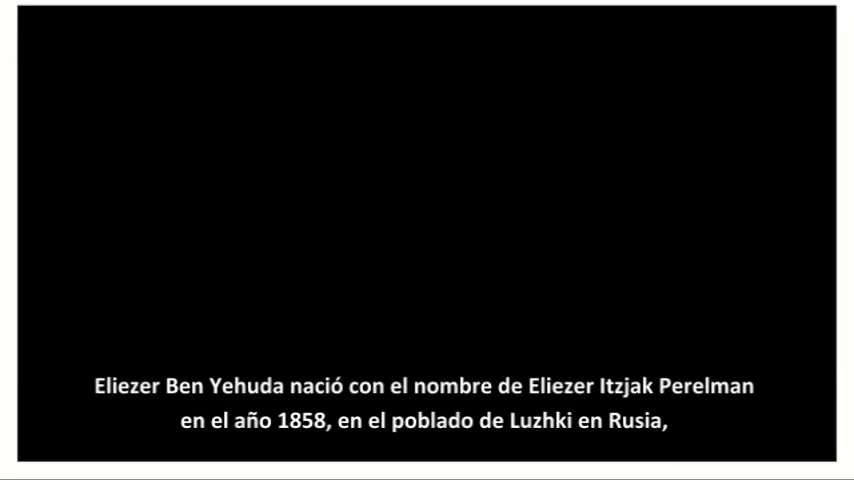 Eliezer Ben Yehuda nació con el nombre de Eliezer Itzjak Perelman
en el año 1858, en el poblado de Luzhki en Rusia,